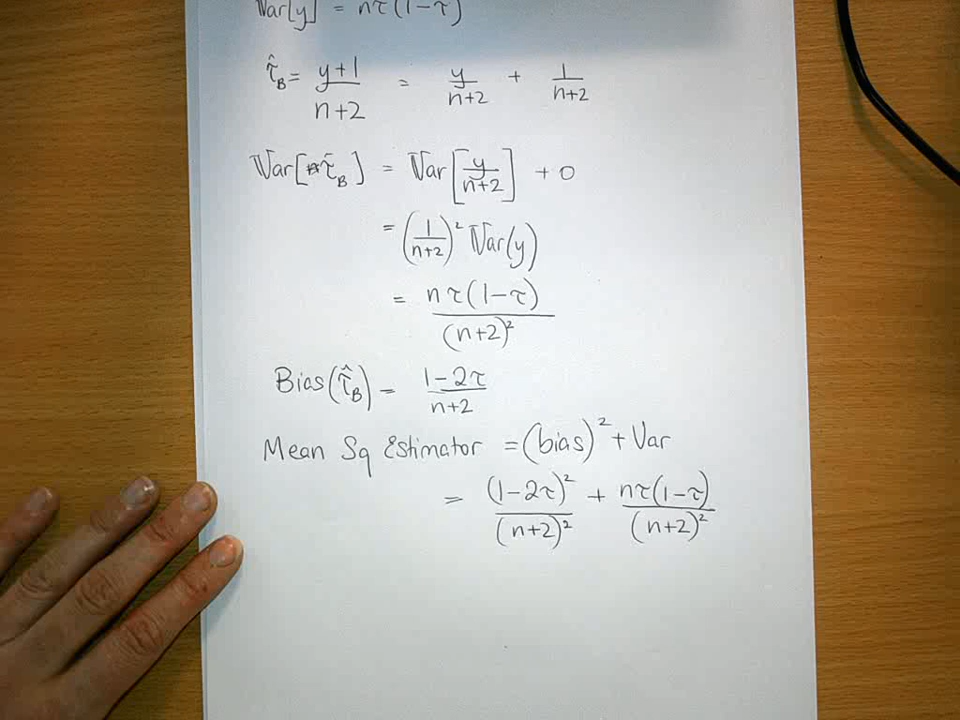 Var[y] = nτ(1-τ)
τ̂_B = (y+1)/(n+2) = y/(n+2) + 1/(n+2)
Var[τ̂_B] = Var[y/(n+2)] + 0
= (1/(n+2))² Var(y)
= nτ(1-τ)/(n+2)²
Bias(τ̂_B) = (1-2τ)/(n+2)
Mean Sq Estimator = (bias)² + Var
= (1-2τ)²/(n+2)² + nτ(1-τ)/(n+2)²